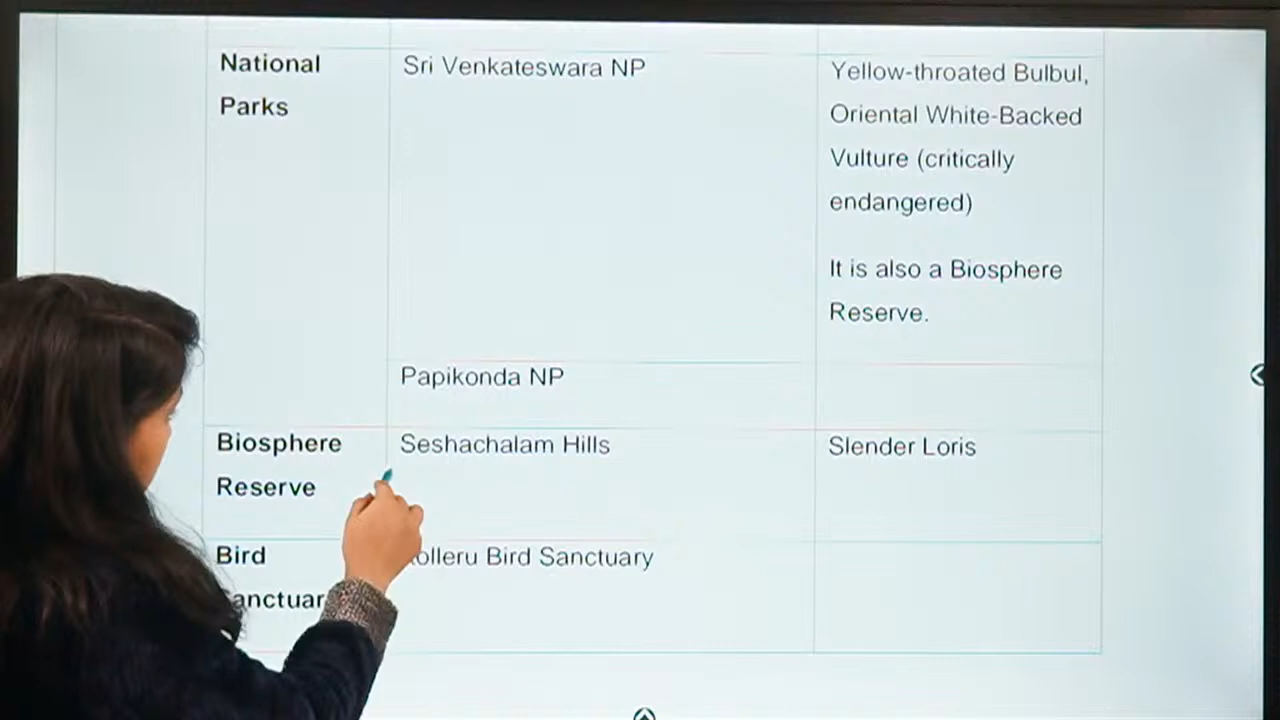 National
Parks
Sri Venkateswara NP
Yellow-throated Bulbul,
Oriental White-Backed
Vulture (critically
endangered)
It is also a Biosphere
Reserve.
Papikonda NP
Biosphere
Reserve
Seshachalam Hills
Slender Loris
Bird
anctuar
olleru Bird Sanctuary